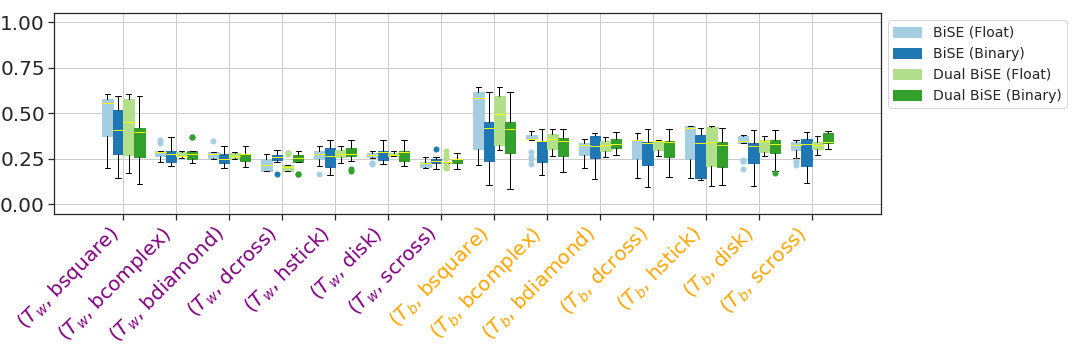 1.00
0.75
0.50
0.25
0.00
(T_w, bsquare)
(T_w, bcomplex)
(T_w, bdiamond)
(T_w, dcross)
(T_w, hstick)
(T_w, disk)
(T_w, scross)
(T_b, bsquare)
(T_b, bcomplex)
(T_b, bdiamond)
(T_b, dcross)
(T_b, hstick)
(T_b, disk)
(T_b, scross)
BiSE (Float)
BiSE (Binary)
Dual BiSE (Float)
Dual BiSE (Binary)